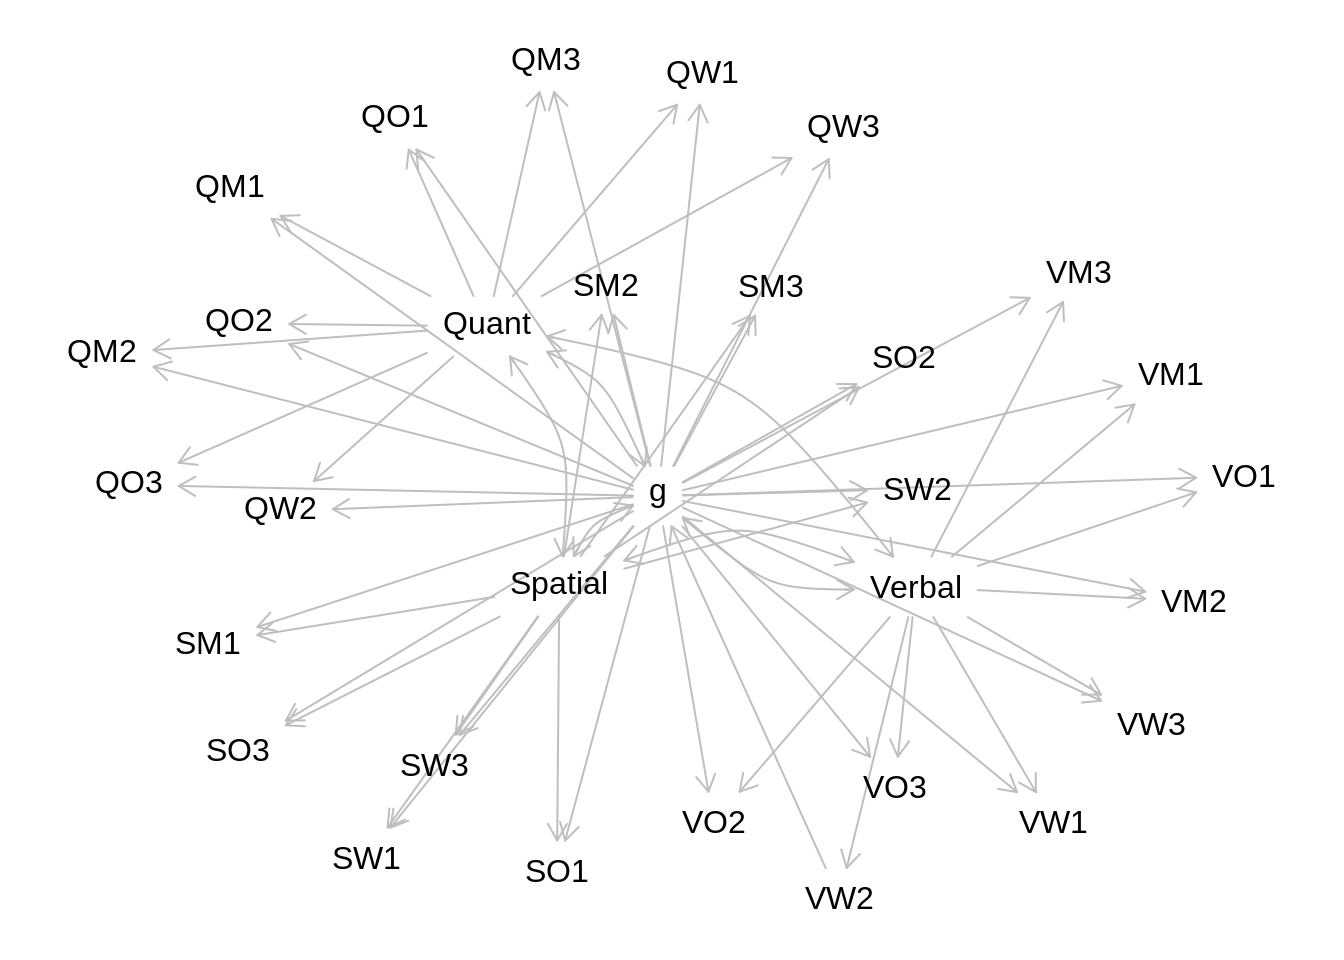 QM3
QW1
QO1
QW3
QM1
VM3
SM2
SM3
QO2
Quant
QM2
SO2
VM1
VO1
QO3
g
SW2
QW2
Spatial
Verbal
VM2
SM1
VW3
SO3
SW3
VO3
VO2
VW1
SW1
SO1
VW2